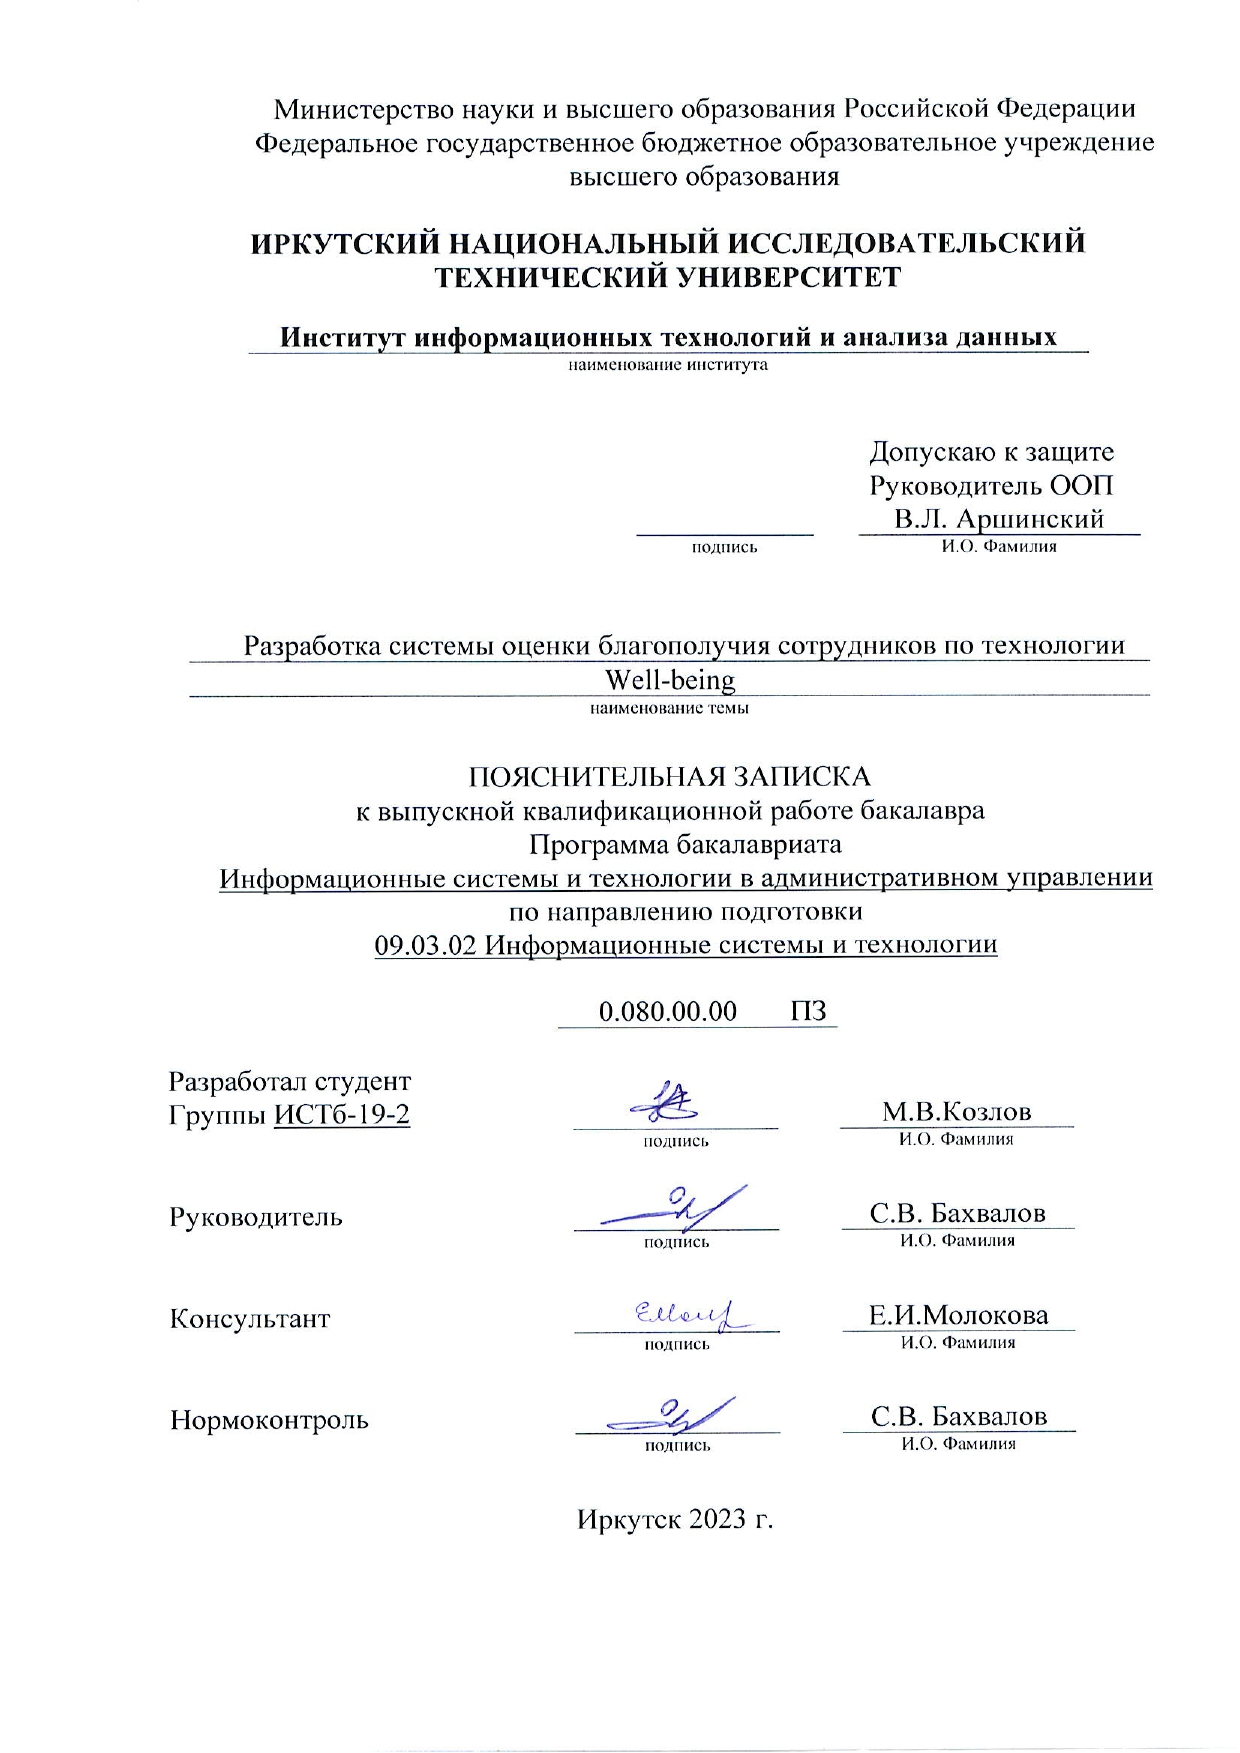 Министерство науки и высшего образования Российской Федерации
Федеральное государственное бюджетное образовательное учреждение
высшего образования
ИРКУТСКИЙ НАЦИОНАЛЬНЫЙ ИССЛЕДОВАТЕЛЬСКИЙ
ТЕХНИЧЕСКИЙ УНИВЕРСИТЕТ
Институт информационных технологий и анализа данных
наименование института
Допускаю к защите
Руководитель ООП
В.Л. Аршинский
подпись И.О. Фамилия
Разработка системы оценки благополучия сотрудников по технологии
Well-being
наименование темы
ПОЯСНИТЕЛЬНАЯ ЗАПИСКА
к выпускной квалификационной работе бакалавра
Программа бакалавриата
Информационные системы и технологии в административном управлении
по направлению подготовки
09.03.02 Информационные системы и технологии
0.080.00.00 ПЗ
Разработал студент
Группы ИСТб-19-2 М.В.Козлов
подпись И.О. Фамилия
Руководитель С.В. Бахвалов
подпись И.О. Фамилия
Консультант Е.И.Молокова
подпись И.О. Фамилия
Нормоконтроль С.В. Бахвалов
подпись И.О. Фамилия
Иркутск 2023 г.